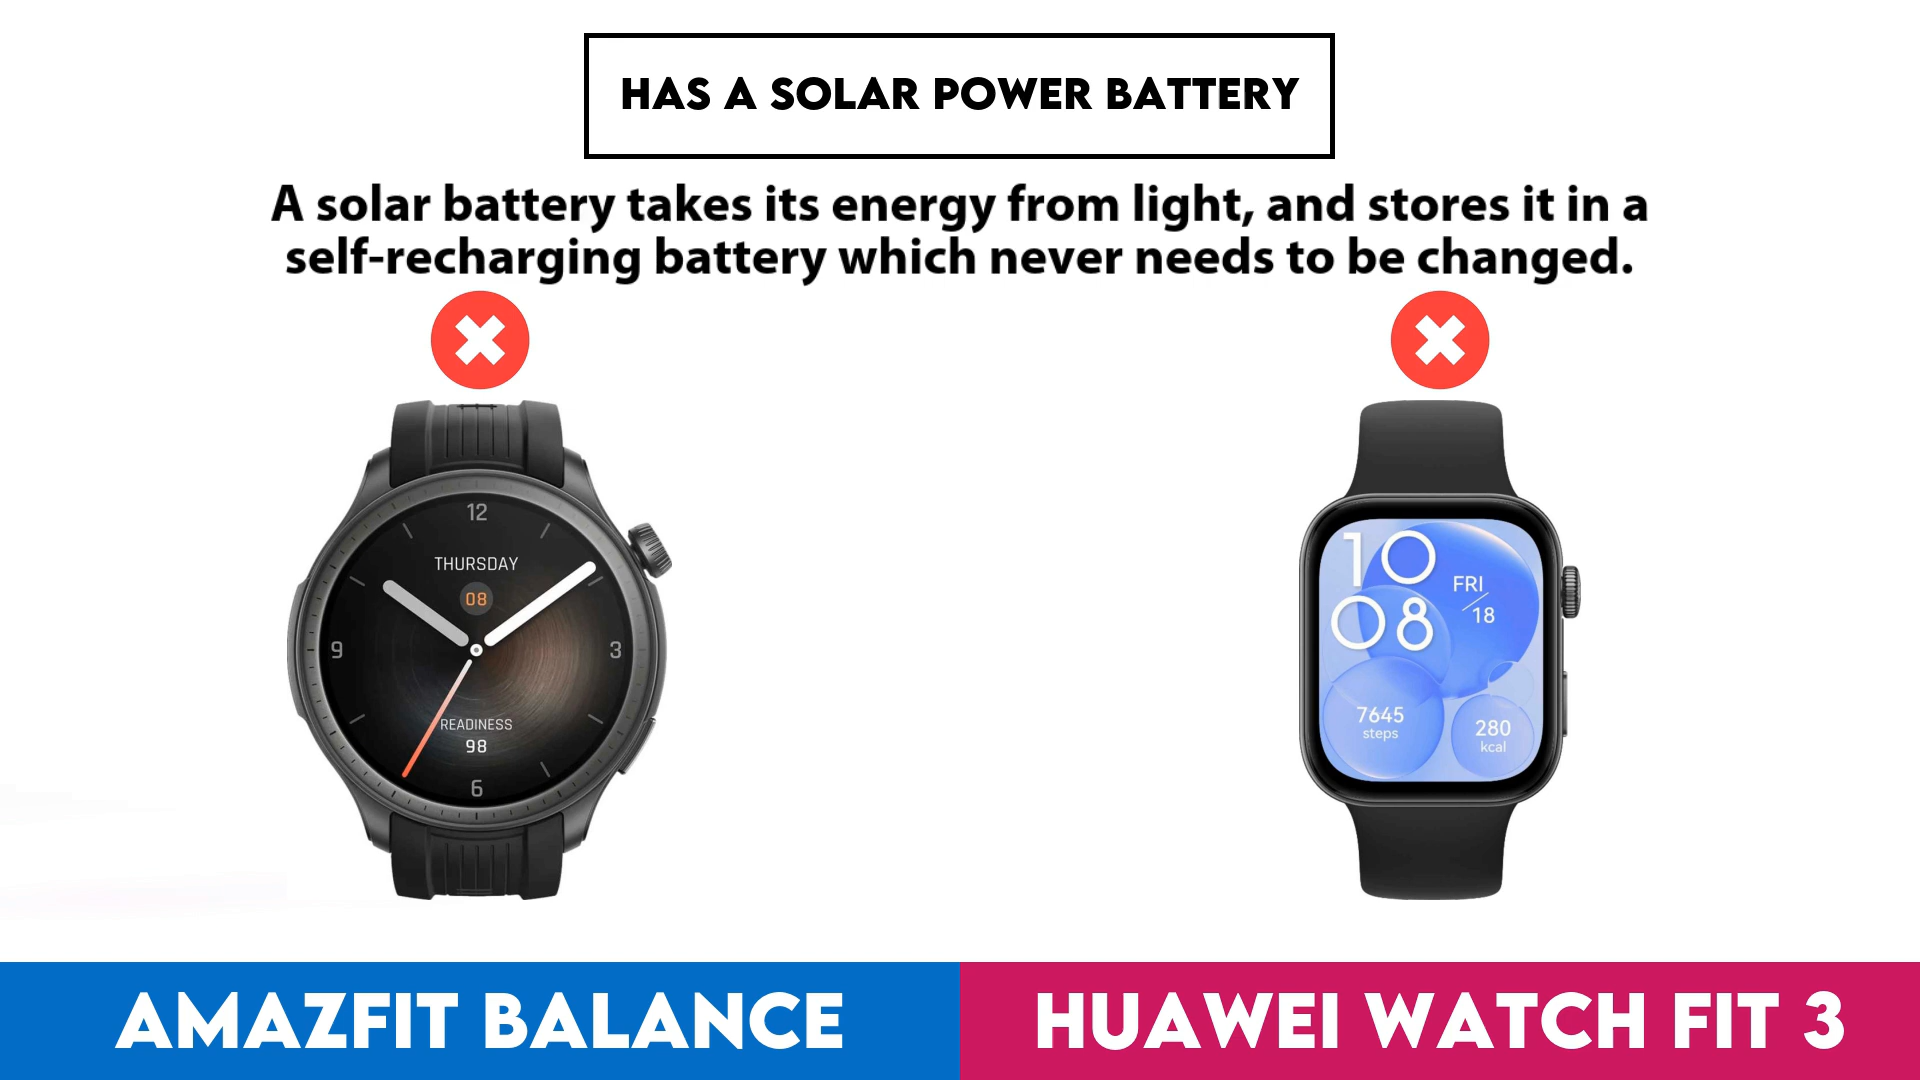 HAS A SOLAR POWER BATTERY
A solar battery takes its energy from light, and stores it in a
self-recharging battery which never needs to be changed.
12
THURSDAY
08
9
3
READINESS
98
6
10
08
FRI
18
7645
steps
280
kcal
AMAZFIT BALANCE
HUAWEI WATCH FIT 3